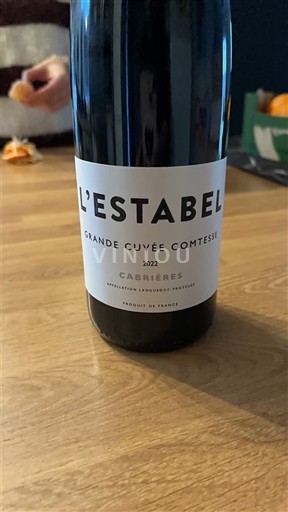 L'ESTABEL
GRANDE CUVÉE COMTESSE
VINIOU
2022
CABRIÈRES
APPELLATION LANGUEDOC PROTÉGÉE
PRODUIT DE FRANCE